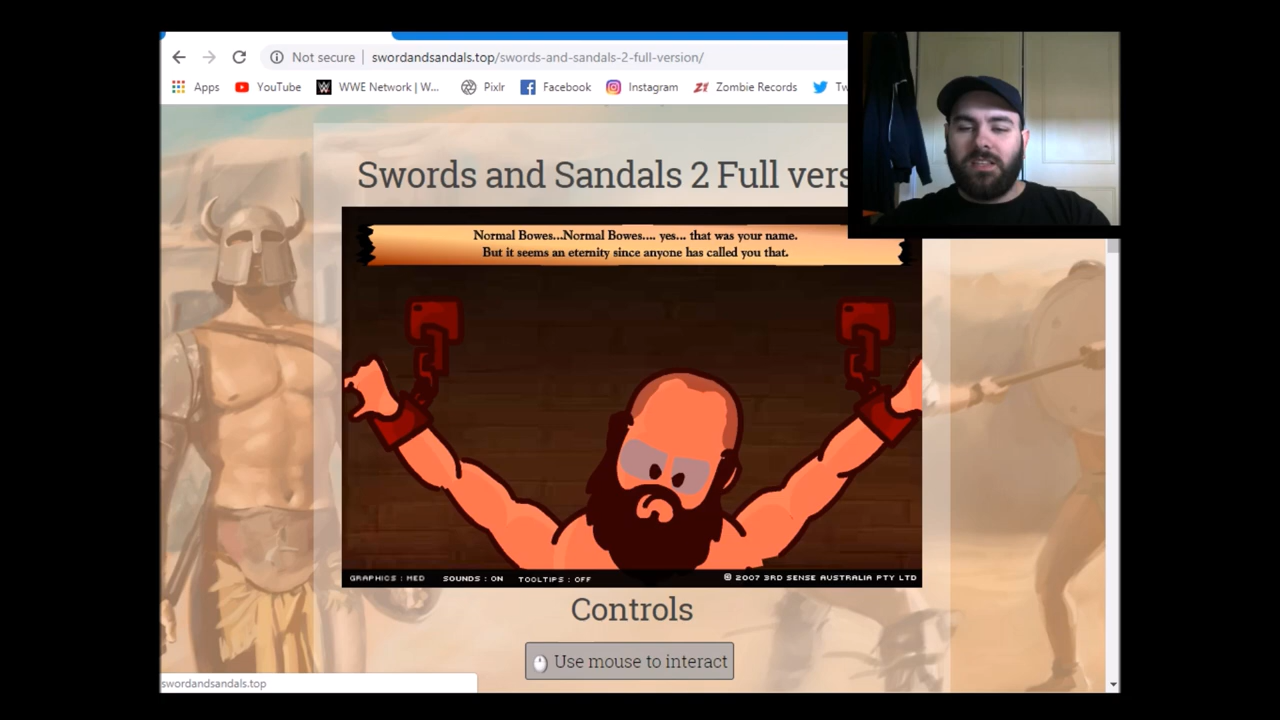 Not secure
swordandsandals.top/swords-and-sandals-2-full-version/
Apps
YouTube
WWE Network | W...
Pixlr
Facebook
Instagram
Z1
Zombie Records
Tw
Swords and Sandals 2 Full vers
Normal Bowes...Normal Bowes.... yes... that was your name.
But it seems an eternity since anyone has called you that.
GRAPHICS : MED
SOUNDS : ON
TOOLTIPS : OFF
© 2007 3RD SENSE AUSTRALIA PTY LTD
Controls
Use mouse to interact
swordandsandals.top